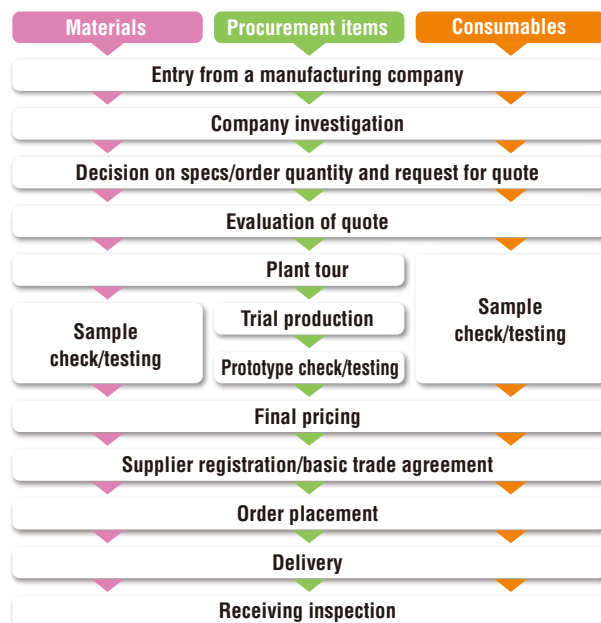 Materials
Procurement items
Consumables
Entry from a manufacturing company
Company investigation
Decision on specs/order quantity and request for quote
Evaluation of quote
Plant tour
Sample
check/testing
Trial production
Prototype check/testing
Sample
check/testing
Final pricing
Supplier registration/basic trade agreement
Order placement
Delivery
Receiving inspection